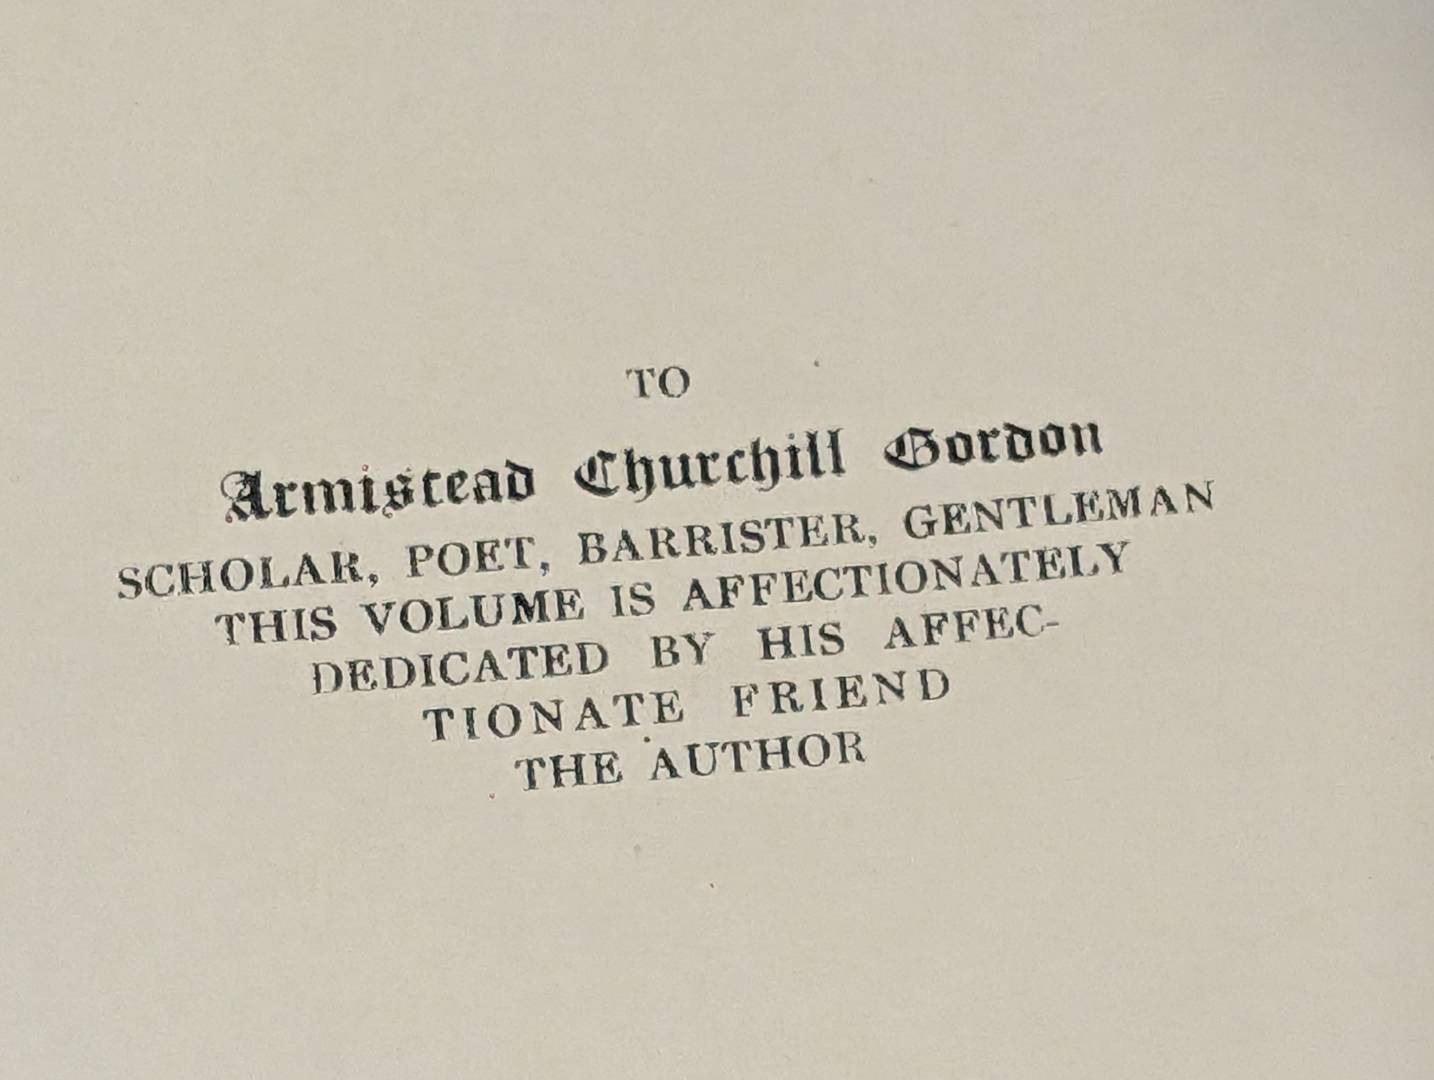 TO
Armistead Churchill Gordon
SCHOLAR, POET, BARRISTER, GENTLEMAN
THIS VOLUME IS AFFECTIONATELY
DEDICATED BY HIS AFFEC-
TIONATE FRIEND
THE AUTHOR